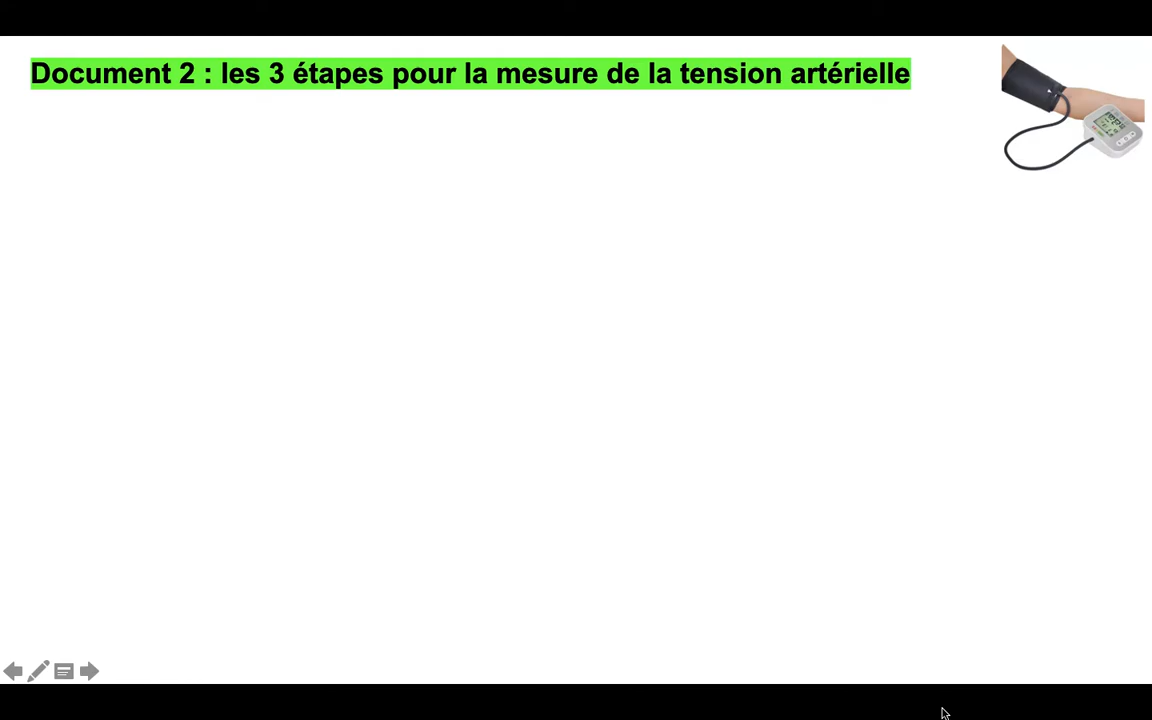 Document 2 : les 3 étapes pour la mesure de la tension artérielle